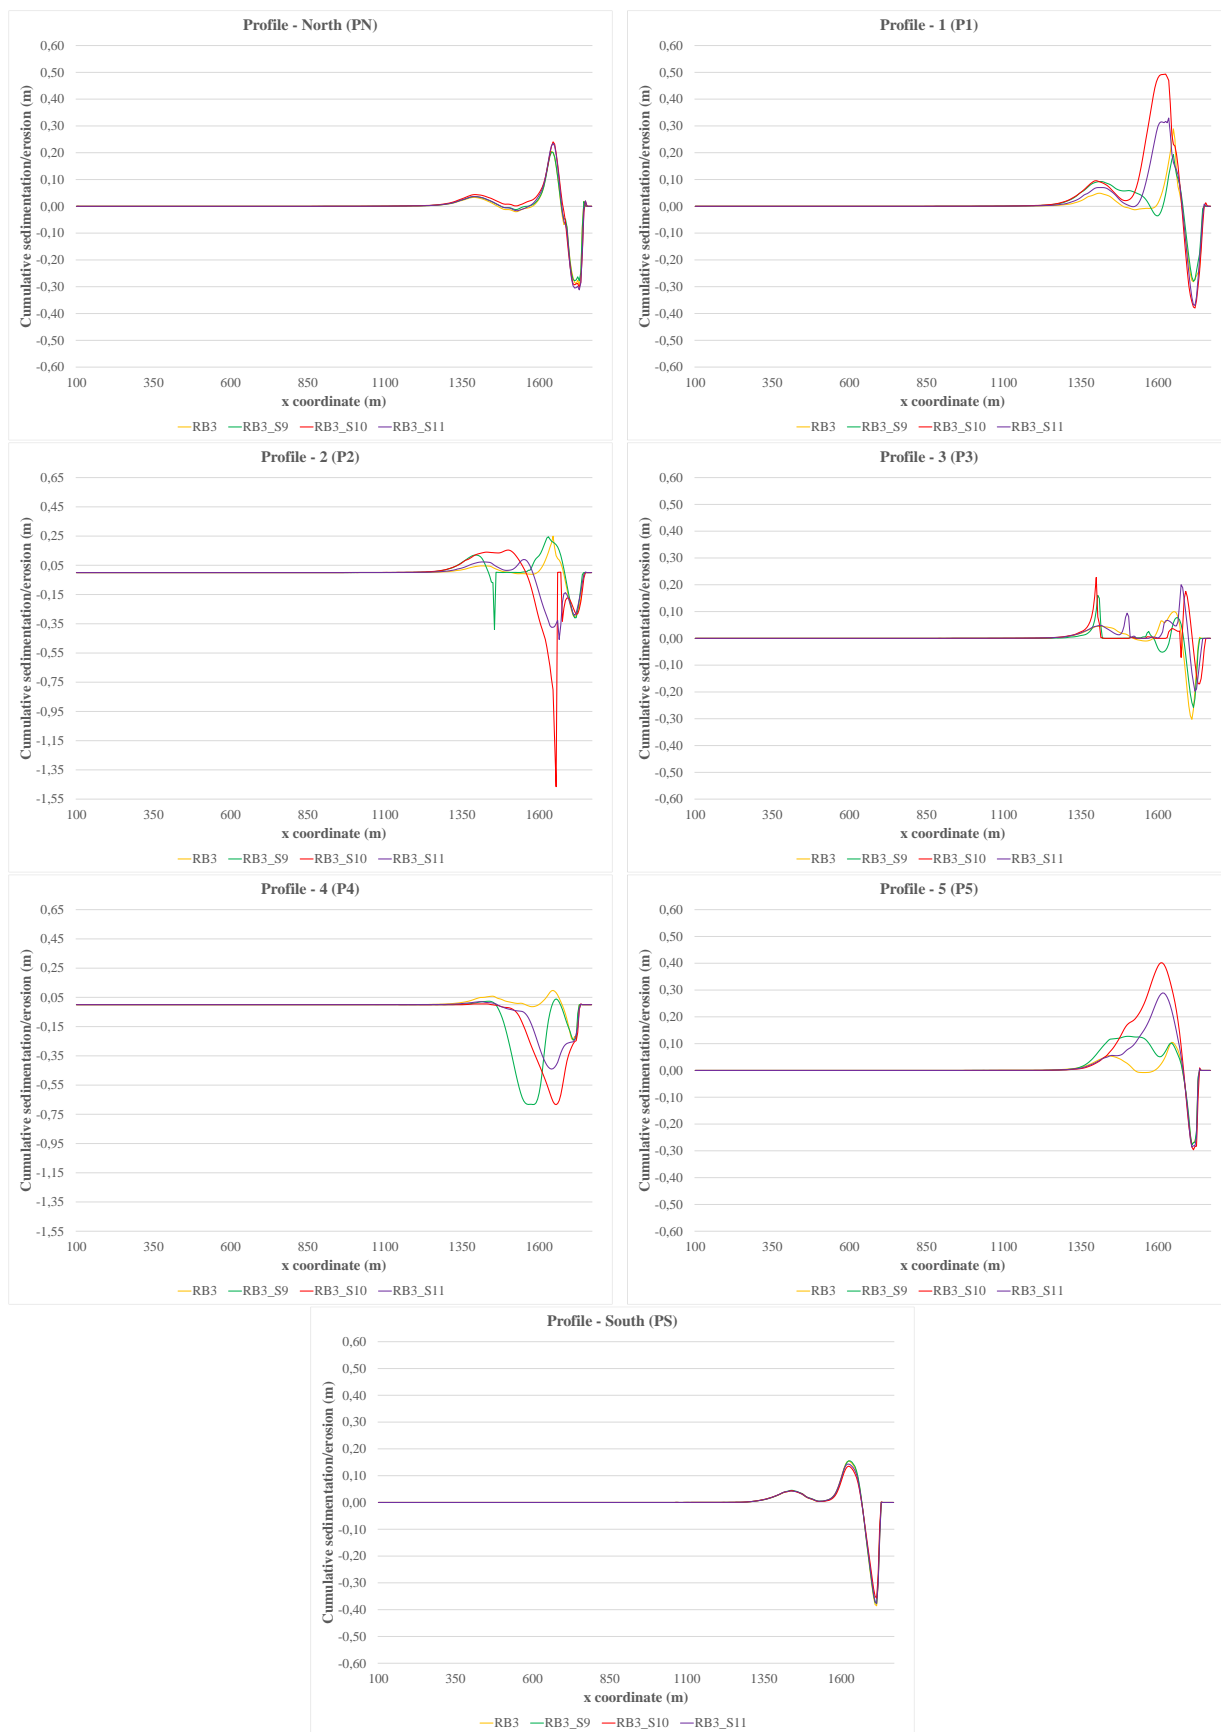 Profile - North (PN)
Cumulative sedimentation/erosion (m)
0,60
0,50
0,40
0,30
0,20
0,10
0,00
-0,10
-0,20
-0,30
-0,40
-0,50
-0,60
100 350 600 850 1100 1350 1600
x coordinate (m)
RB3 RB3_S9 RB3_S10 RB3_S11
Profile - 1 (P1)
Cumulative sedimentation/erosion (m)
0,60
0,50
0,40
0,30
0,20
0,10
0,00
-0,10
-0,20
-0,30
-0,40
-0,50
-0,60
100 350 600 850 1100 1350 1600
x coordinate (m)
RB3 RB3_S9 RB3_S10 RB3_S11
Profile - 2 (P2)
Cumulative sedimentation/erosion (m)
0,65
0,45
0,25
0,05
-0,15
-0,35
-0,55
-0,75
-0,95
-1,15
-1,35
-1,55
100 350 600 850 1100 1350 1600
x coordinate (m)
RB3 RB3_S9 RB3_S10 RB3_S11
Profile - 3 (P3)
Cumulative sedimentation/erosion (m)
0,60
0,50
0,40
0,30
0,20
0,10
0,00
-0,10
-0,20
-0,30
-0,40
-0,50
-0,60
100 350 600 850 1100 1350 1600
x coordinate (m)
RB3 RB3_S9 RB3_S10 RB3_S11
Profile - 4 (P4)
Cumulative sedimentation/erosion (m)
0,65
0,45
0,25
0,05
-0,15
-0,35
-0,55
-0,75
-0,95
-1,15
-1,35
-1,55
100 350 600 850 1100 1350 1600
x coordinate (m)
RB3 RB3_S9 RB3_S10 RB3_S11
Profile - 5 (P5)
Cumulative sedimentation/erosion (m)
0,60
0,50
0,40
0,30
0,20
0,10
0,00
-0,10
-0,20
-0,30
-0,40
-0,50
-0,60
100 350 600 850 1100 1350 1600
x coordinate (m)
RB3 RB3_S9 RB3_S10 RB3_S11
Profile - South (PS)
Cumulative sedimentation/erosion (m)
0,60
0,50
0,40
0,30
0,20
0,10
0,00
-0,10
-0,20
-0,30
-0,40
-0,50
-0,60
100 350 600 850 1100 1350 1600
x coordinate (m)
RB3 RB3_S9 RB3_S10 RB3_S11